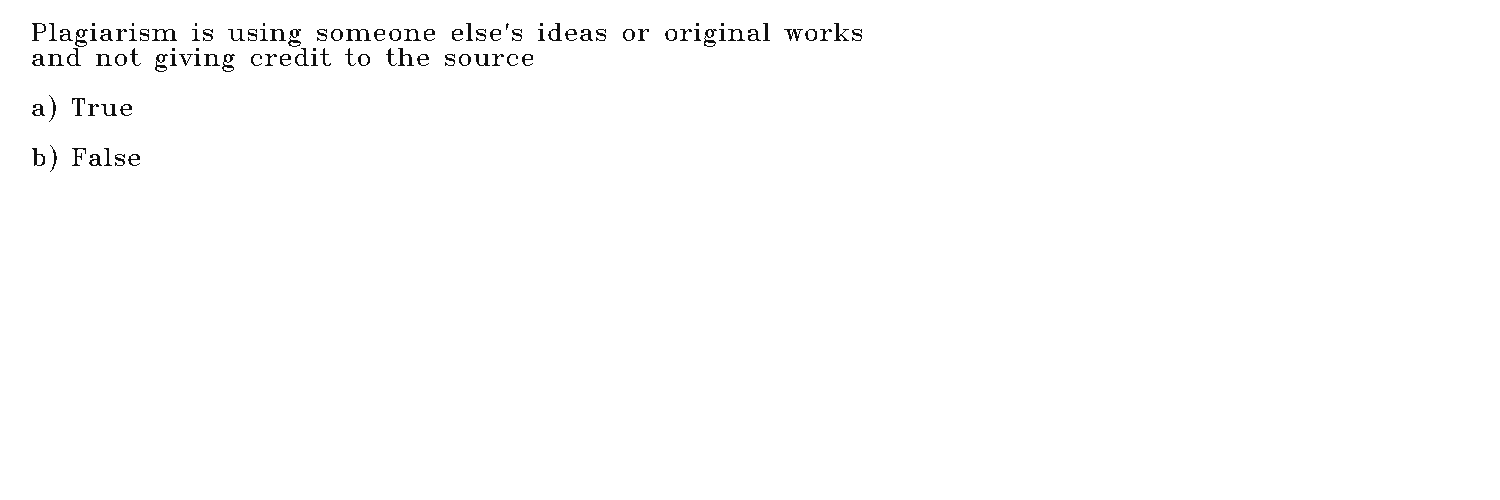 Plagiarism is using someone else's ideas or original works
and not giving credit to the source
a) True
b) False